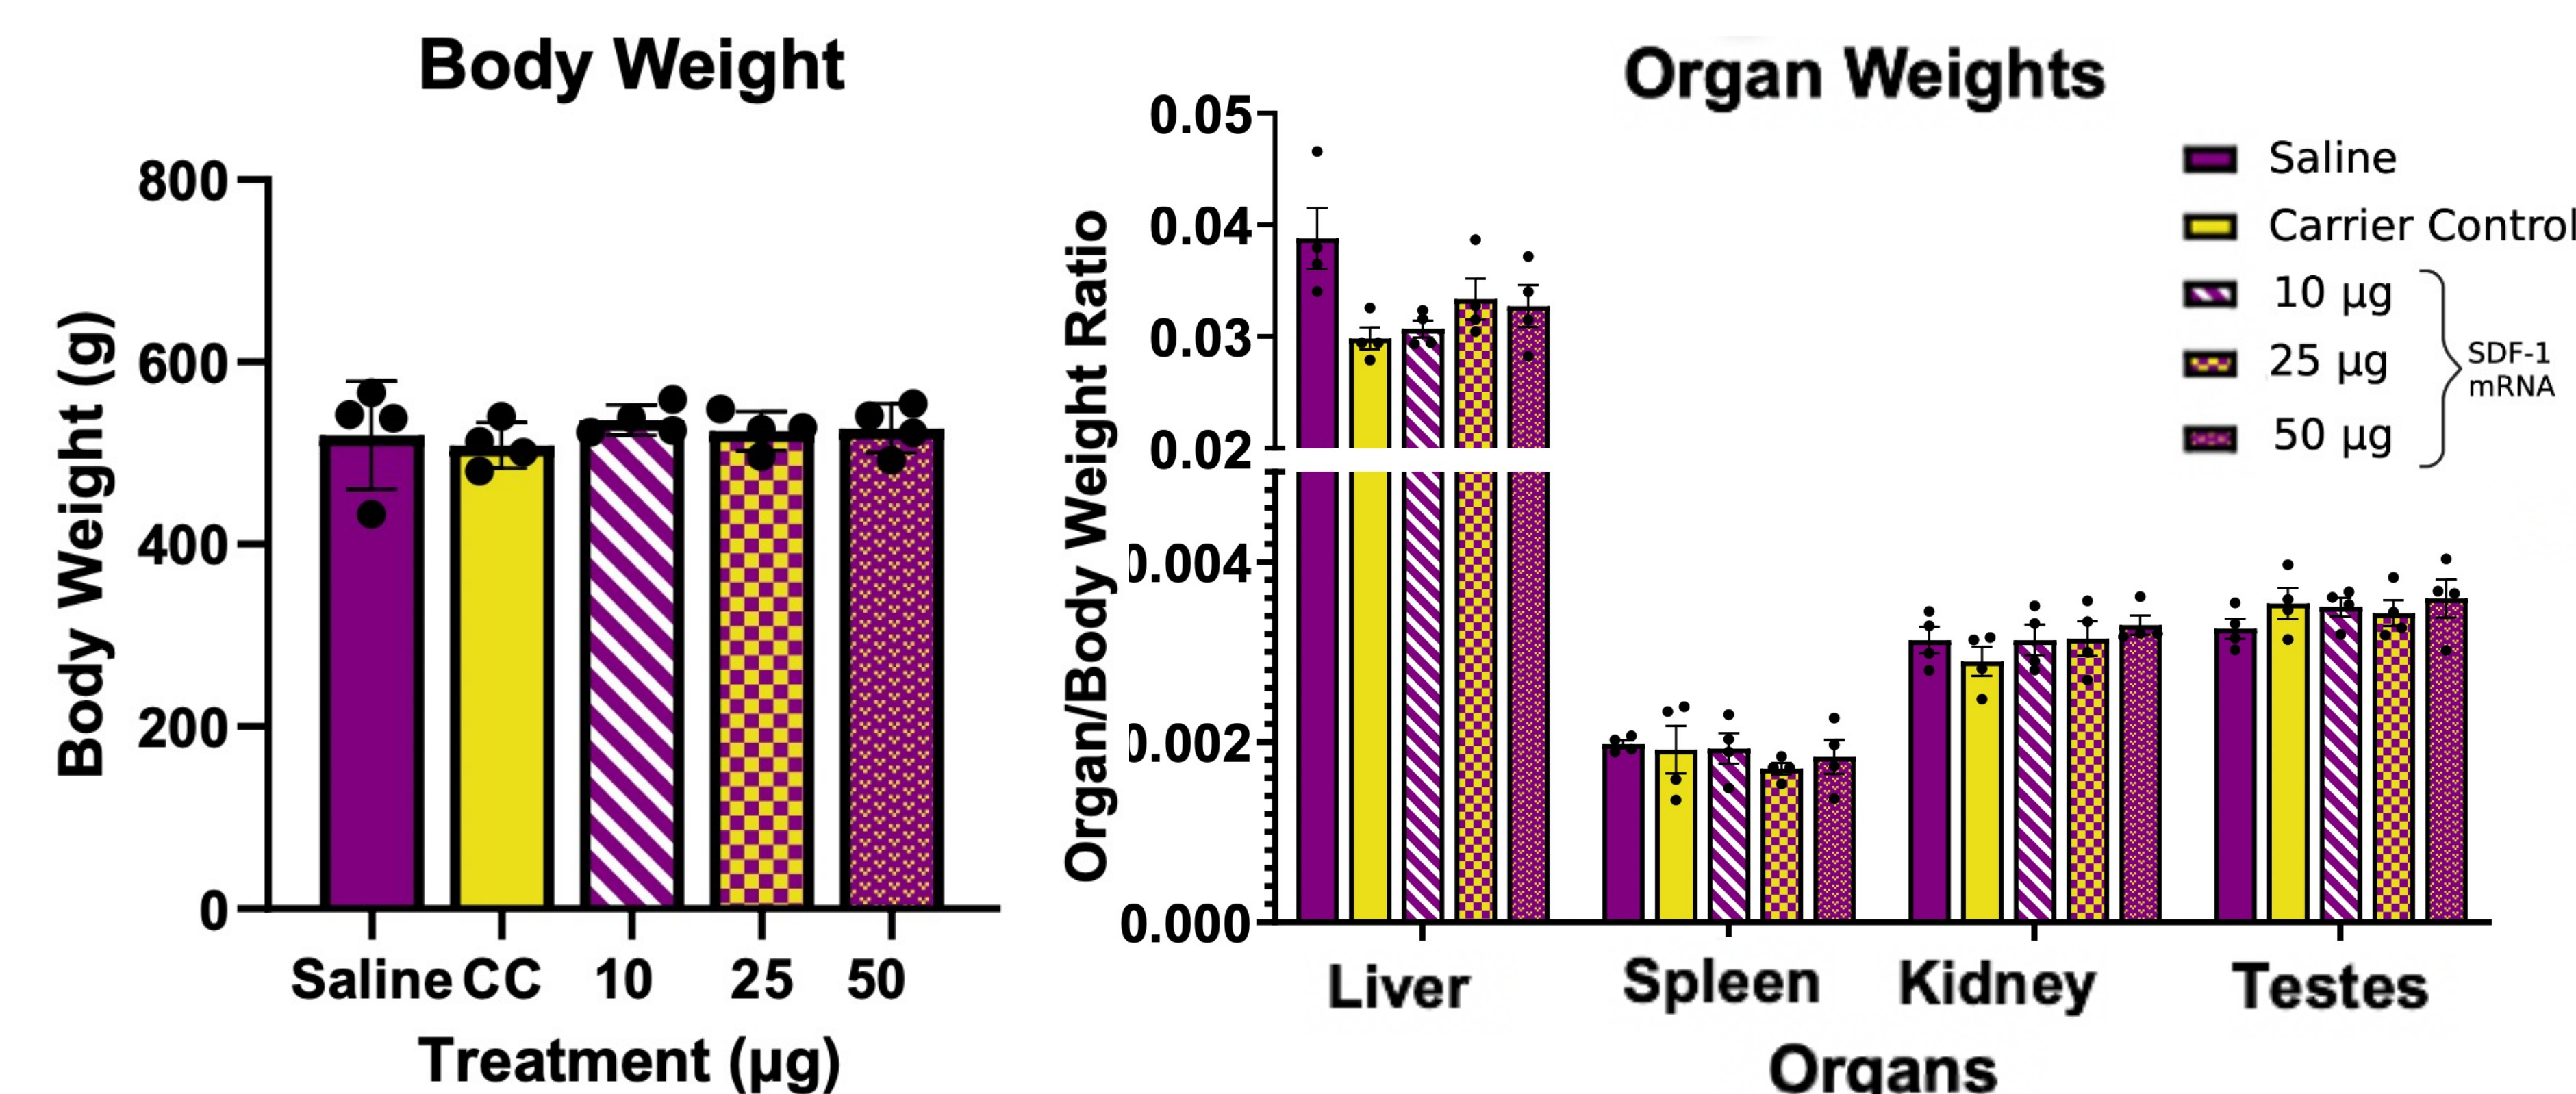 Body Weight
Body Weight (g)
800
600
400
200
0
Saline CC 10 25 50
Treatment (µg)
Organ Weights
Organ/Body Weight Ratio
0.05
0.04
0.03
0.02
0.004
0.002
0.000
Liver Spleen Kidney Testes
Organs
Saline
Carrier Control
10 µg
25 µg
50 µg
SDF-1
mRNA